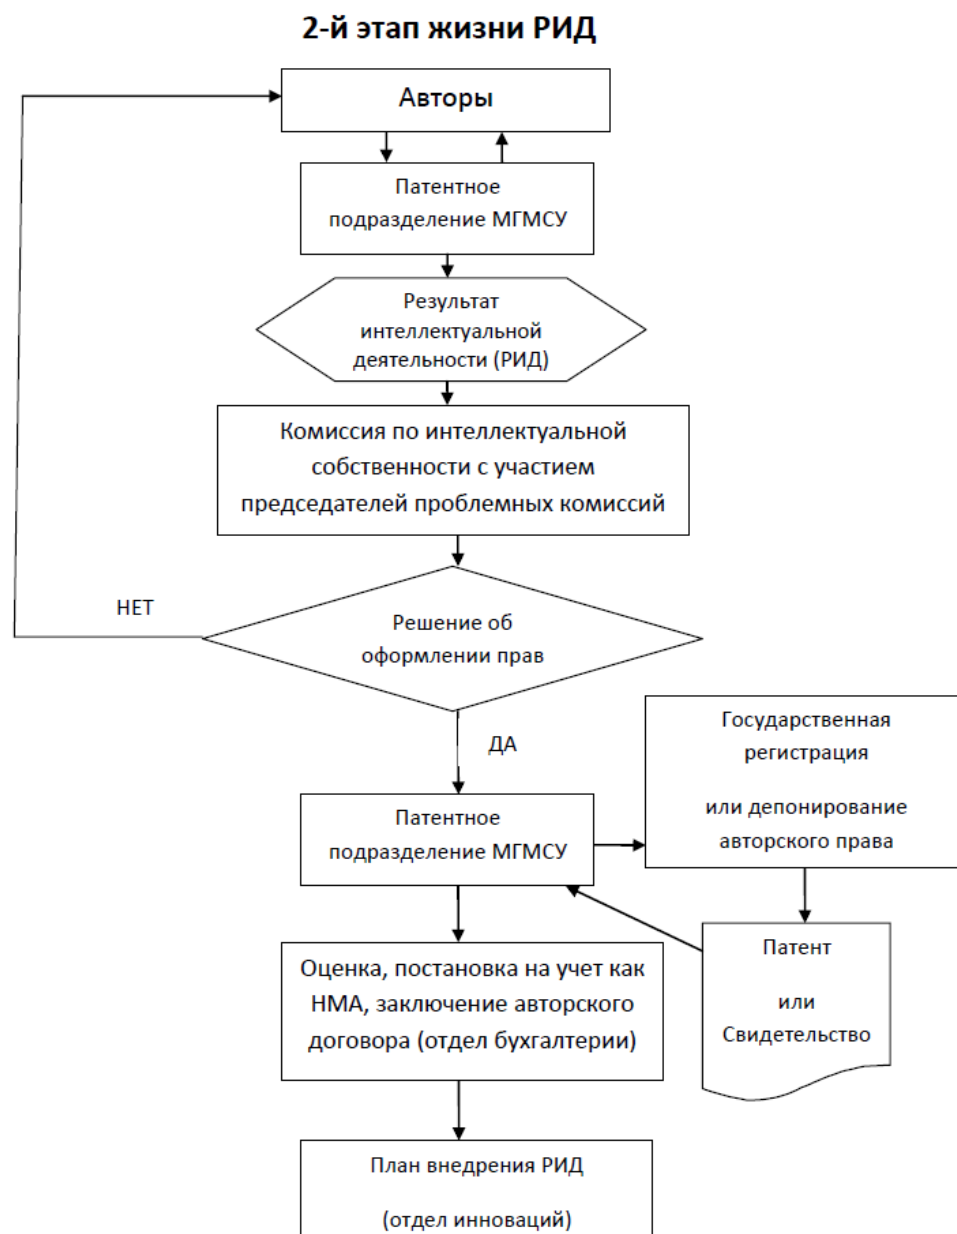 2-й этап жизни РИД
Авторы
Патентное
подразделение МГМСУ
Результат
интеллектуальной
деятельности (РИД)
Комиссия по интеллектуальной
собственности с участием
председателей проблемных комиссий
НЕТ
Решение об
оформлении прав
ДА
Государственная
регистрация
или депонирование
авторского права
Патентное
подразделение МГМСУ
Патент
или
Свидетельство
Оценка, постановка на учет как
НМА, заключение авторского
договора (отдел бухгалтерии)
План внедрения РИД
(отдел инноваций)